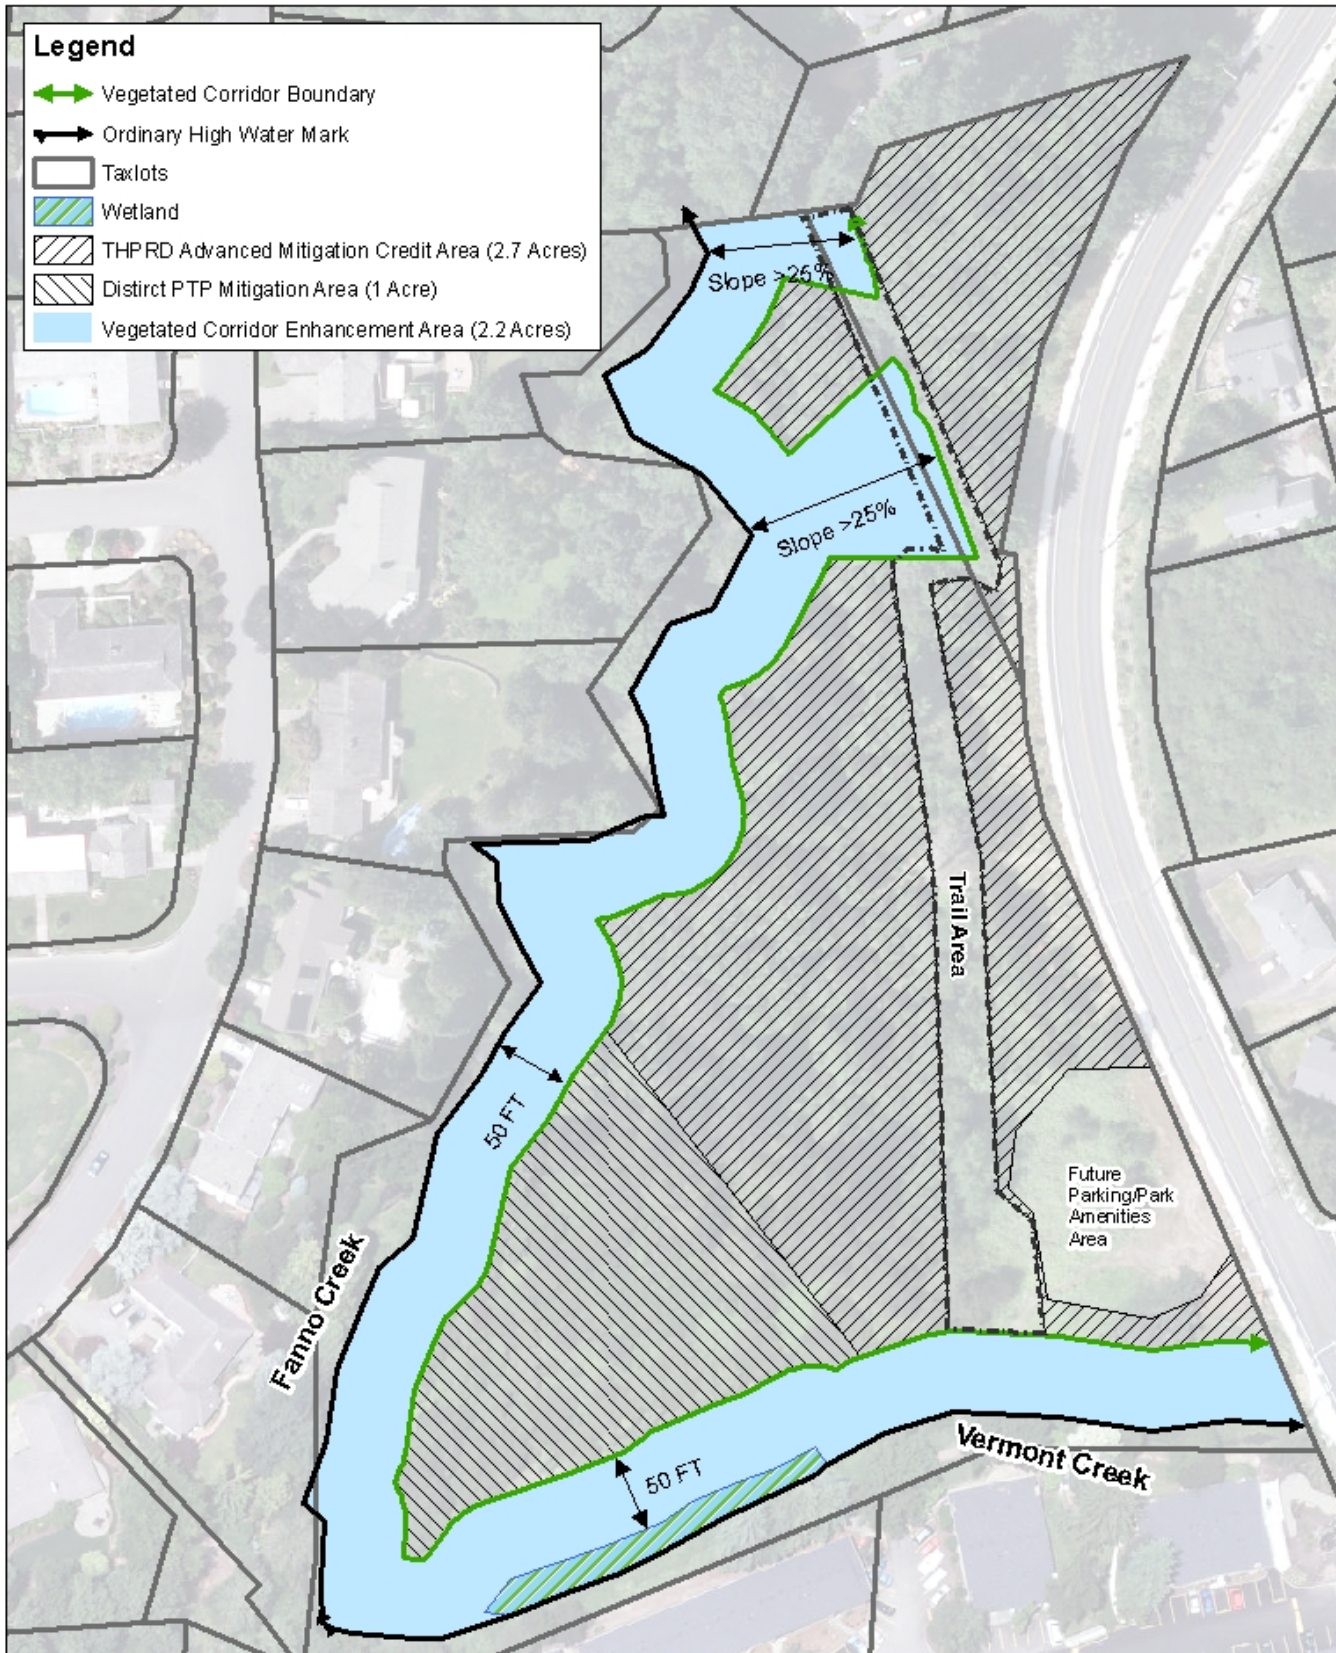 Legend
Vegetated Corridor Boundary
Ordinary High Water Mark
Taxlots
Wetland
THPRD Advanced Mitigation Credit Area (2.7 Acres)
Distirct PTP Mitigation Area (1 Acre)
Vegetated Corridor Enhancement Area (2.2 Acres)
Slope >25%
Slope >25%
Trail Area
50 FT
Future
Parking/Park
Amenities
Area
Fanno Creek
Vermont Creek
50 FT